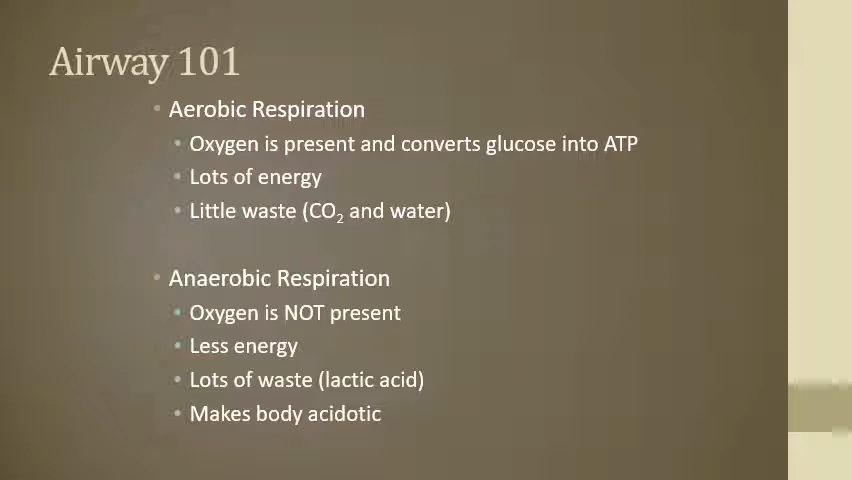 Airway 101
• Aerobic Respiration
• Oxygen is present and converts glucose into ATP
• Lots of energy
• Little waste (CO₂ and water)
• Anaerobic Respiration
• Oxygen is NOT present
• Less energy
• Lots of waste (lactic acid)
• Makes body acidotic